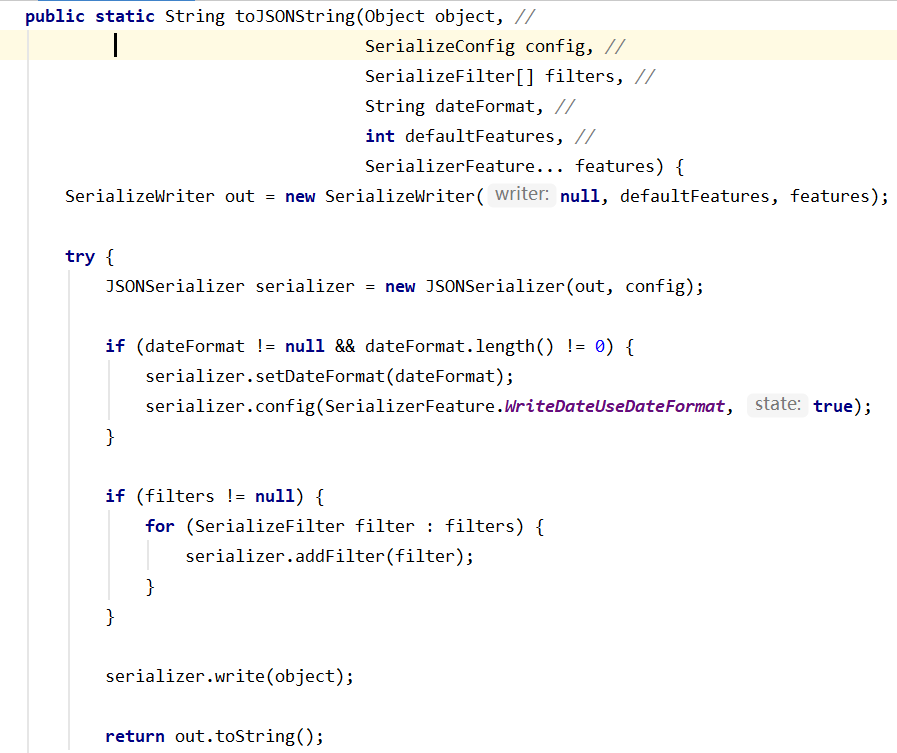 public static String toJSONString(Object object, //
SerializeConfig config, //
SerializeFilter[] filters, //
String dateFormat, //
int defaultFeatures, //
SerializerFeature... features) {
SerializeWriter out = new SerializeWriter( writer: null, defaultFeatures, features);
try {
JSONSerializer serializer = new JSONSerializer(out, config);
if (dateFormat != null && dateFormat.length() != 0) {
serializer.setDateFormat(dateFormat);
serializer.config(SerializerFeature.WriteDateUseDateFormat, state: true);
}
if (filters != null) {
for (SerializeFilter filter : filters) {
serializer.addFilter(filter);
}
}
serializer.write(object);
return out.toString();